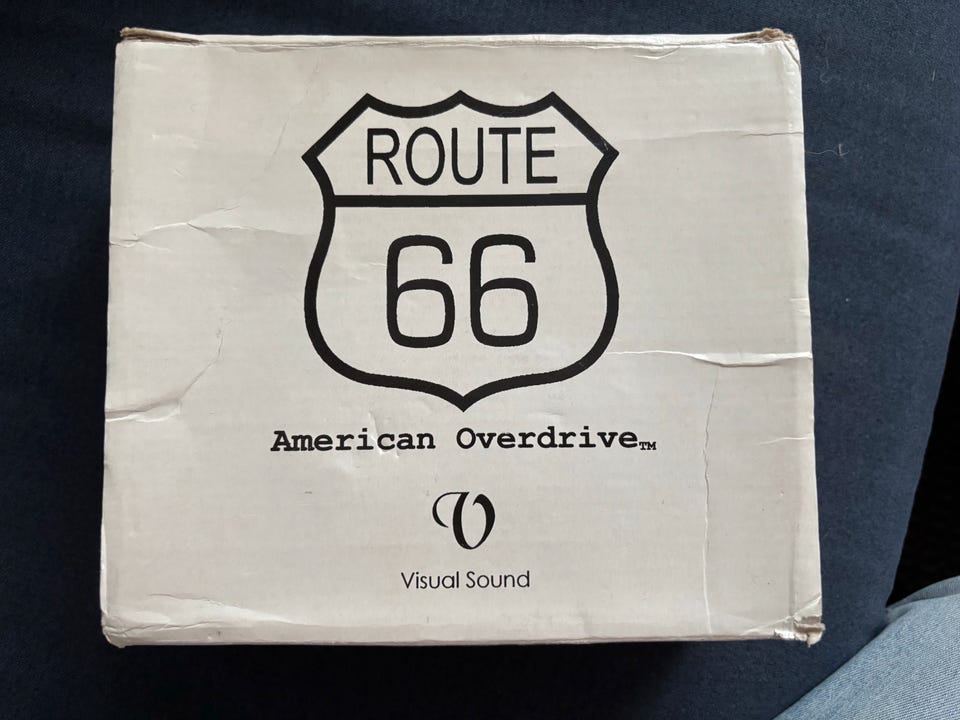 ROUTE
66
American Overdrive™
V
Visual Sound